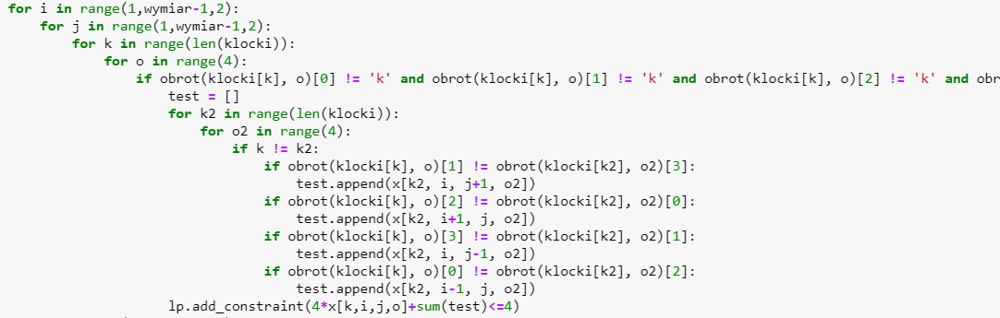 for i in range(1,wymiar-1,2):
    for j in range(1,wymiar-1,2):
        for k in range(len(klocki)):
            for o in range(4):
                if obrot(klocki[k], o)[0] != 'k' and obrot(klocki[k], o)[1] != 'k' and obrot(klocki[k], o)[2] != 'k' and obr
                    test = []
                    for k2 in range(len(klocki)):
                        for o2 in range(4):
                            if k != k2:
                                if obrot(klocki[k], o)[1] != obrot(klocki[k2], o2)[3]:
                                    test.append(x[k2, i, j+1, o2])
                                if obrot(klocki[k], o)[2] != obrot(klocki[k2], o2)[0]:
                                    test.append(x[k2, i+1, j, o2])
                                if obrot(klocki[k], o)[3] != obrot(klocki[k2], o2)[1]:
                                    test.append(x[k2, i, j-1, o2])
                                if obrot(klocki[k], o)[0] != obrot(klocki[k2], o2)[2]:
                                    test.append(x[k2, i-1, j, o2])
                    lp.add_constraint(4*x[k,i,j,o]+sum(test)<=4)